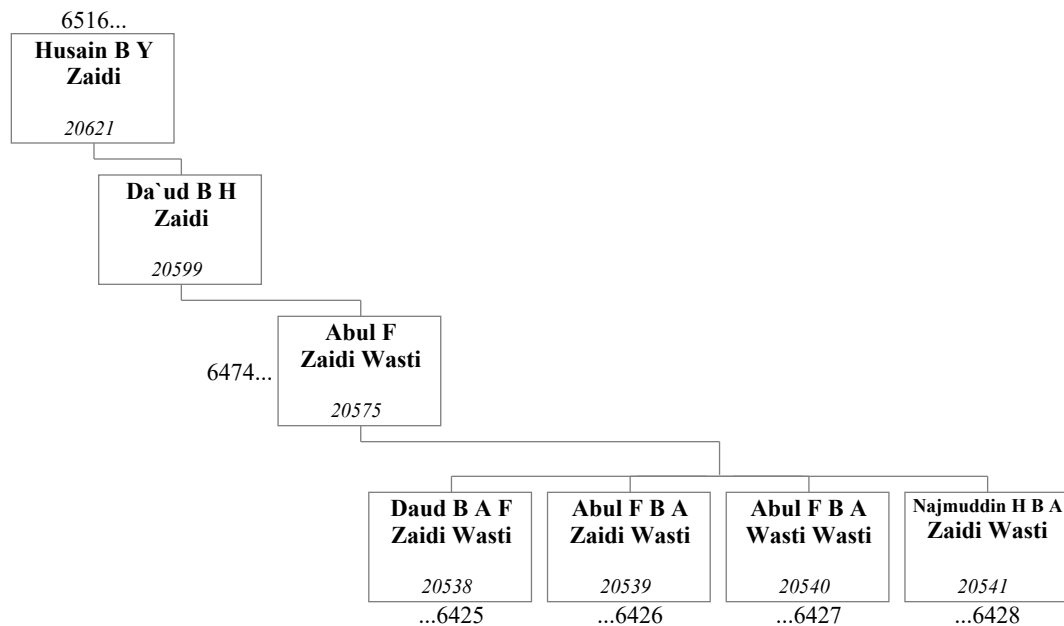 6516...
Husain B Y
Zaidi
20621
Da`ud B H
Zaidi
20599
6474...
Abul F
Zaidi Wasti
20575
Daud B A F
Zaidi Wasti
20538
...6425
Abul F B A
Zaidi Wasti
20539
...6426
Abul F B A
Wasti Wasti
20540
...6427
Najmuddin H B A
Zaidi Wasti
20541
...6428